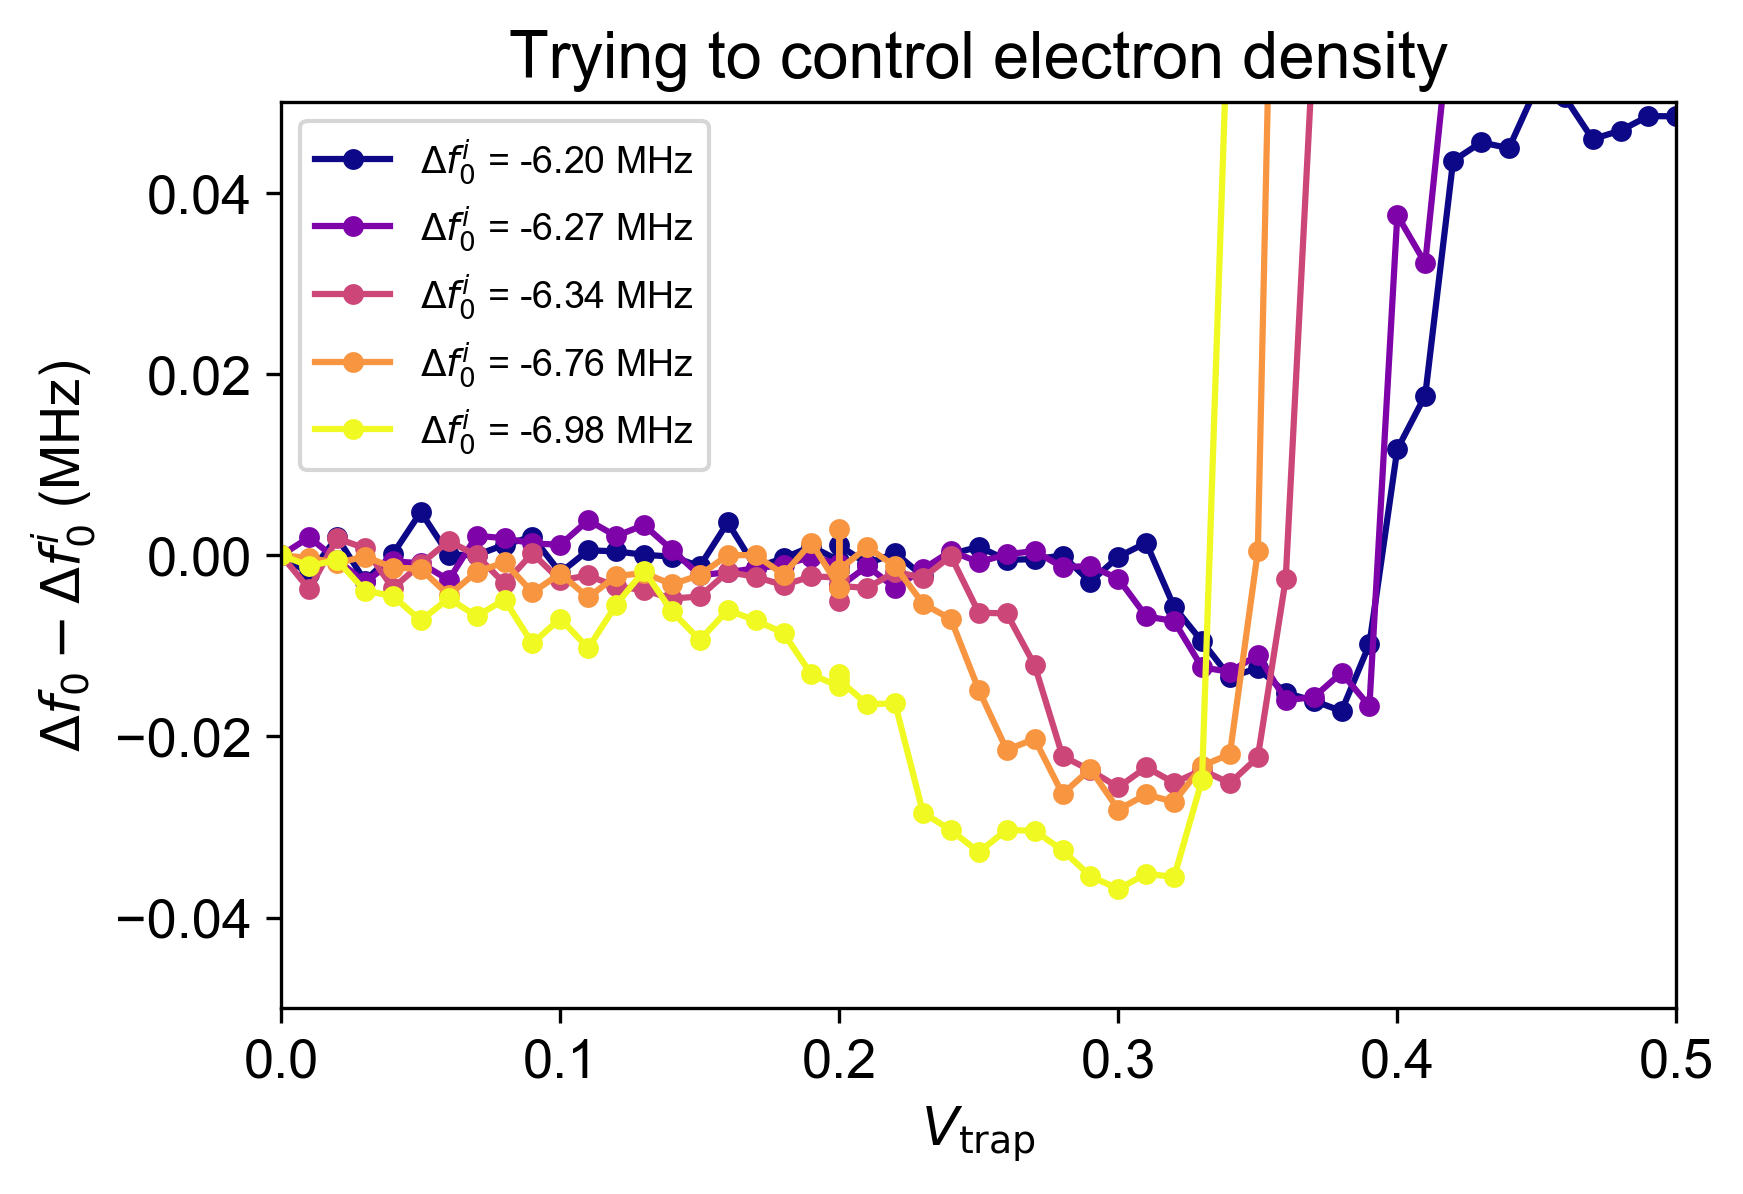 Trying to control electron density
Δf₀ⁱ = -6.20 MHz
Δf₀ⁱ = -6.27 MHz
Δf₀ⁱ = -6.34 MHz
Δf₀ⁱ = -6.76 MHz
Δf₀ⁱ = -6.98 MHz
Δf₀ − Δf₀ⁱ (MHz)
0.04
0.02
0.00
−0.02
−0.04
0.0 0.1 0.2 0.3 0.4 0.5
V_trap